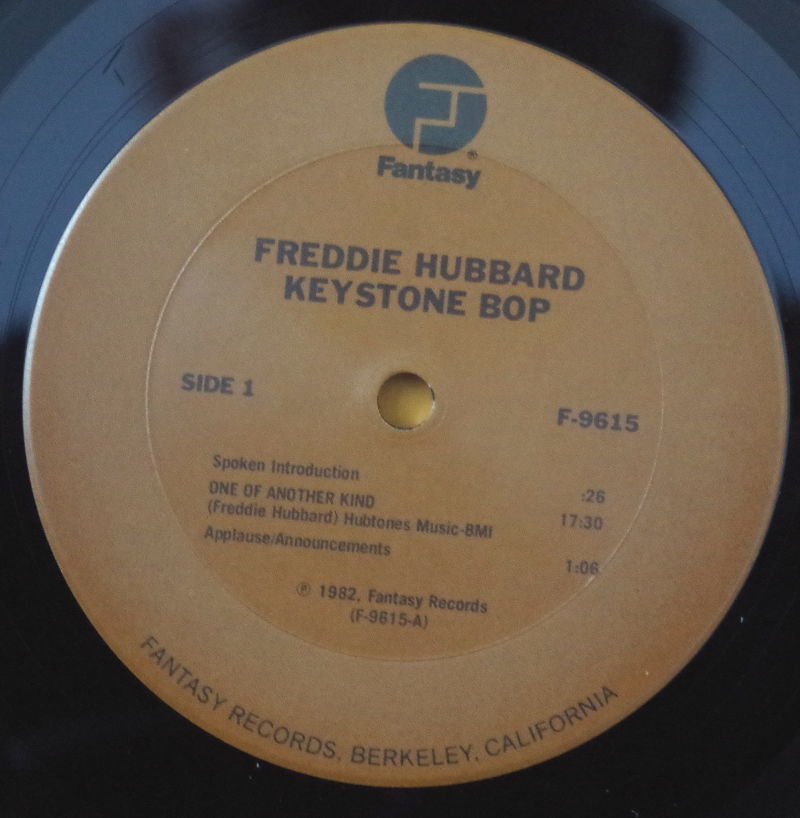 Fantasy®
FREDDIE HUBBARD
KEYSTONE BOP
SIDE 1
F-9615
Spoken Introduction :26
ONE OF ANOTHER KIND 17:30
(Freddie Hubbard) Hubtones Music-BMI
Applause/Announcements 1:06
℗ 1982, Fantasy Records
(F-9615-A)
FANTASY RECORDS, BERKELEY, CALIFORNIA